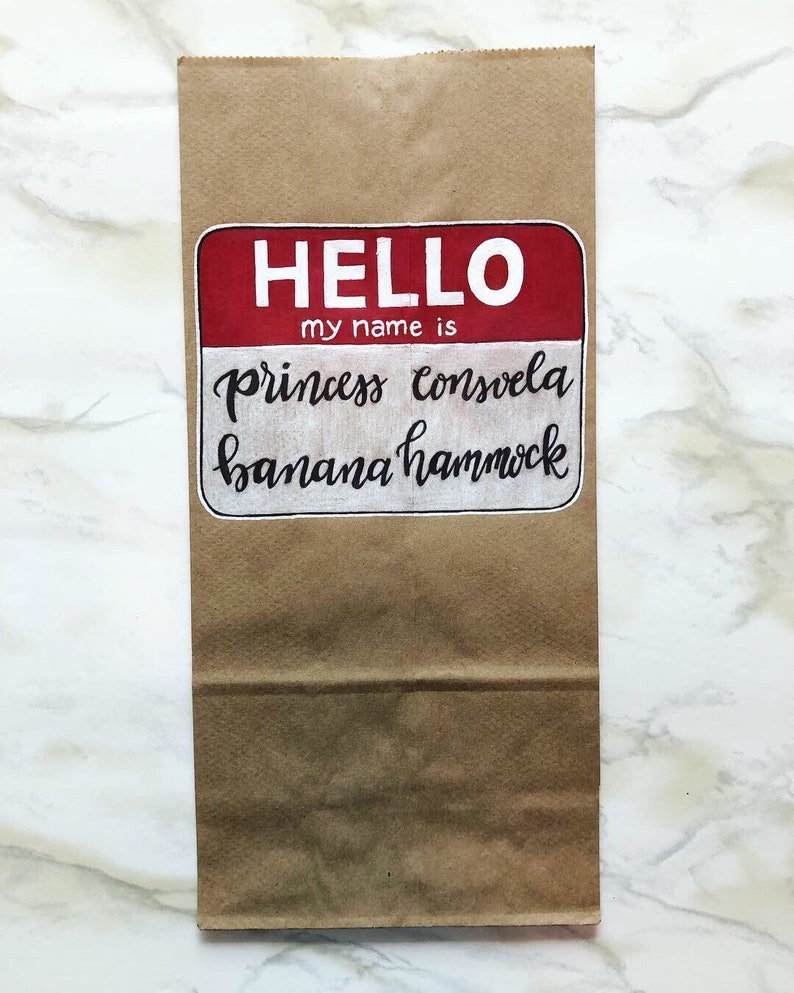 HELLO
my name is
princess consuela
banana hammock